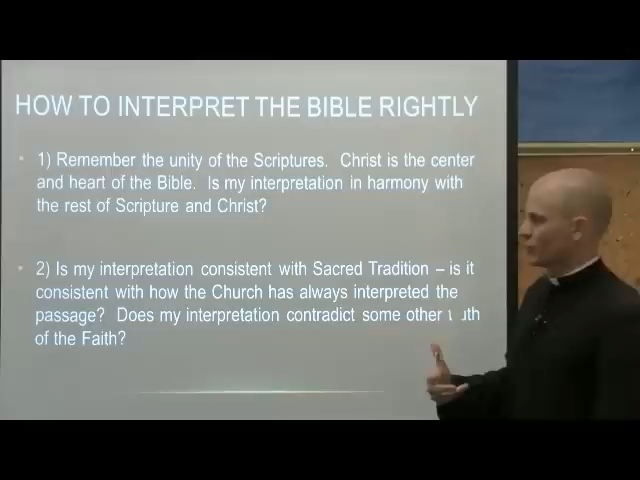 HOW TO INTERPRET THE BIBLE RIGHTLY
1) Remember the unity of the Scriptures. Christ is the center
and heart of the Bible. Is my interpretation in harmony with
the rest of Scripture and Christ?
2) Is my interpretation consistent with Sacred Tradition – is it
consistent with how the Church has always interpreted the
passage? Does my interpretation contradict some other
of the Faith?